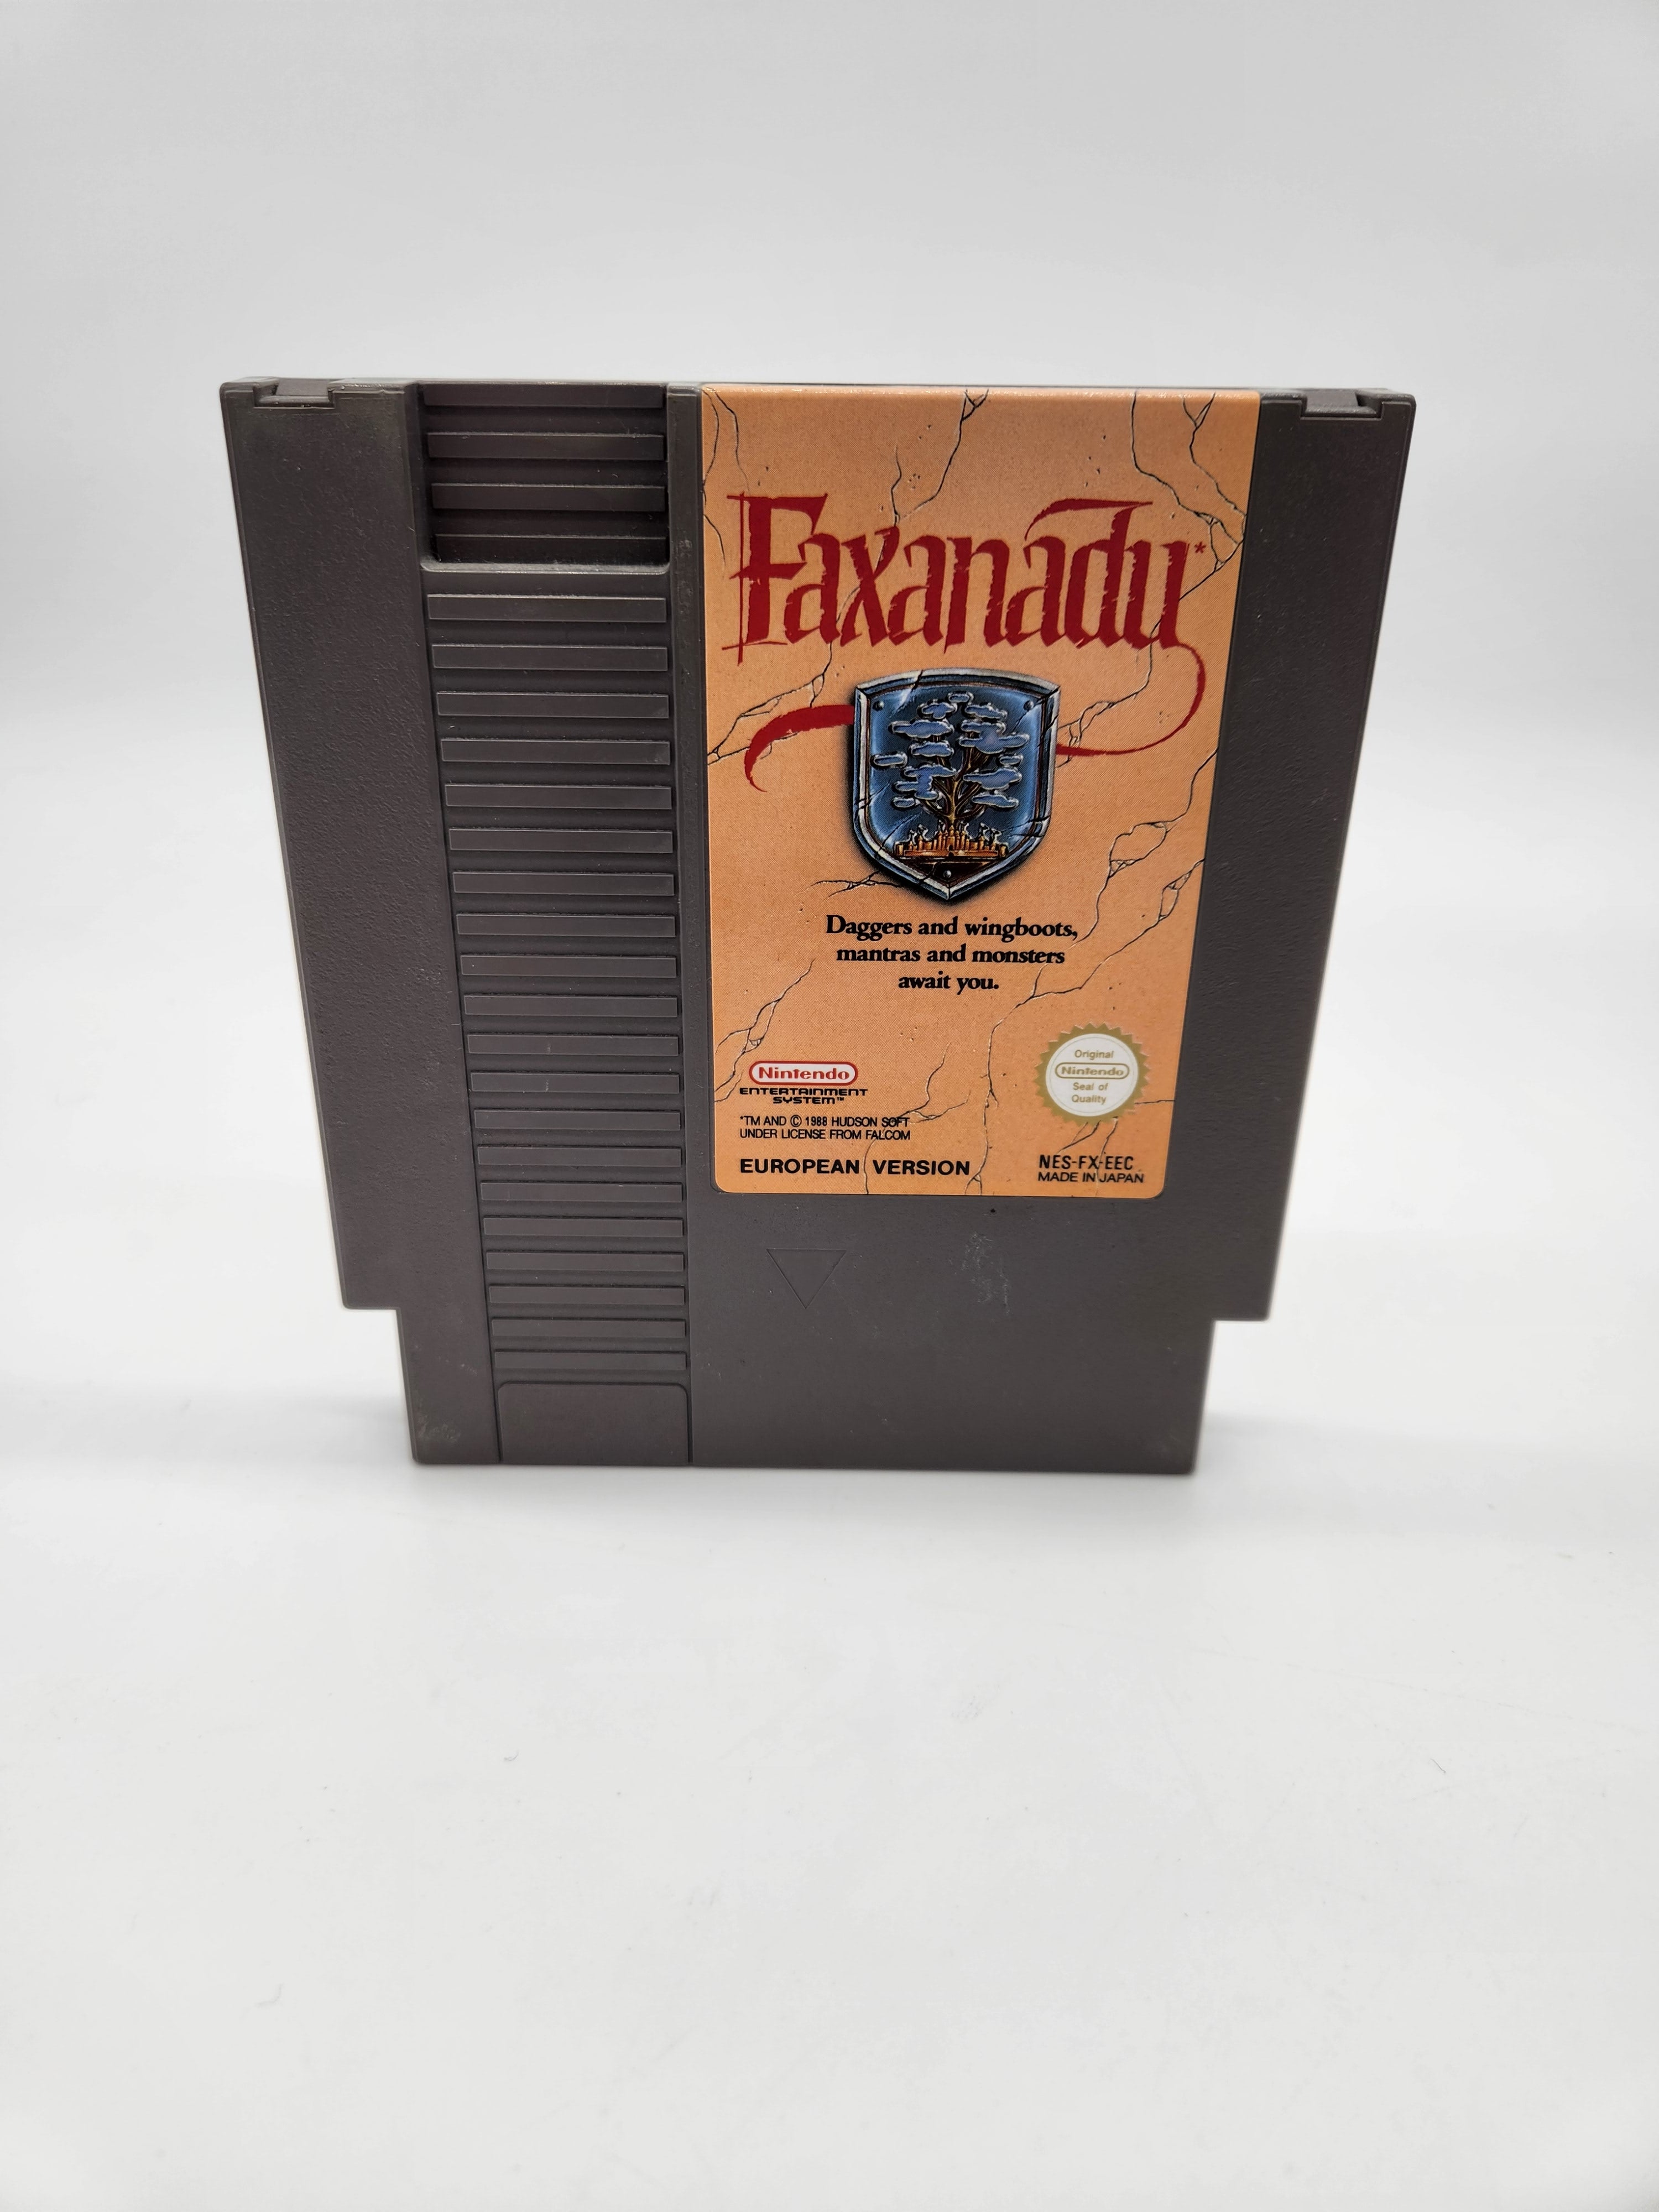 Faxanadu*
Daggers and wingboots,
mantras and monsters
await you.
Nintendo
ENTERTAINMENT
SYSTEM™
*TM AND © 1988 HUDSON SOFT
UNDER LICENSE FROM FALCOM
EUROPEAN VERSION
Original
Nintendo
Seal of
Quality
NES-FX-EEC
MADE IN JAPAN